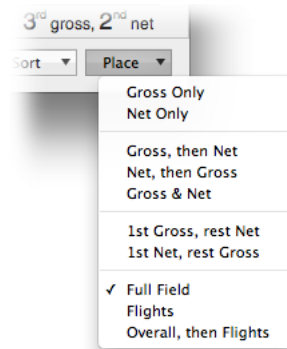 3rd gross, 2nd net
Sort ▼ Place ▼
Gross Only
Net Only
Gross, then Net
Net, then Gross
Gross & Net
1st Gross, rest Net
1st Net, rest Gross
✓ Full Field
Flights
Overall, then Flights